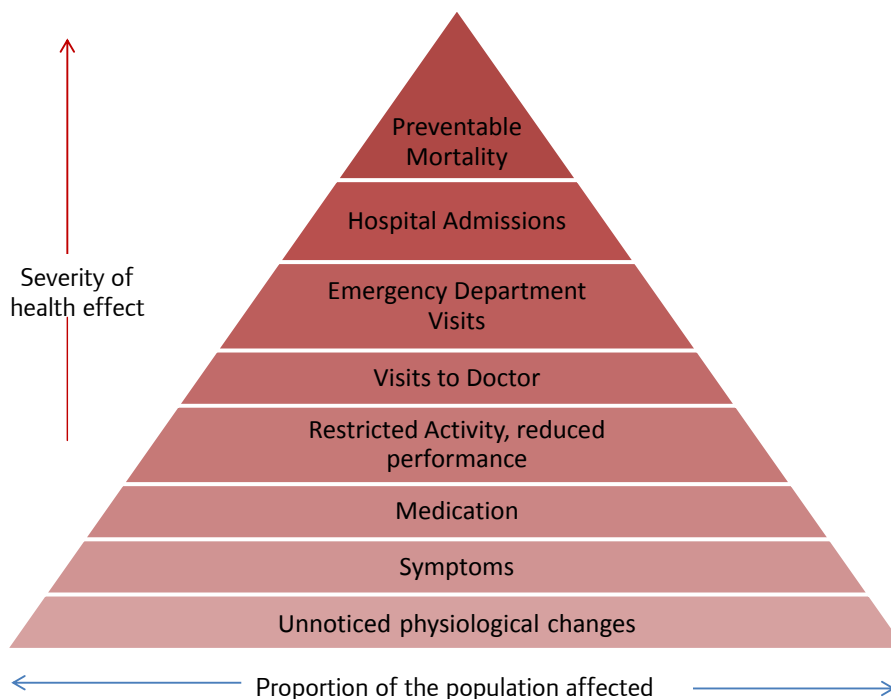 Preventable
Mortality
Hospital Admissions
Emergency Department
Visits
Severity of
health effect
Visits to Doctor
Restricted Activity, reduced
performance
Medication
Symptoms
Unnoticed physiological changes
Proportion of the population affected